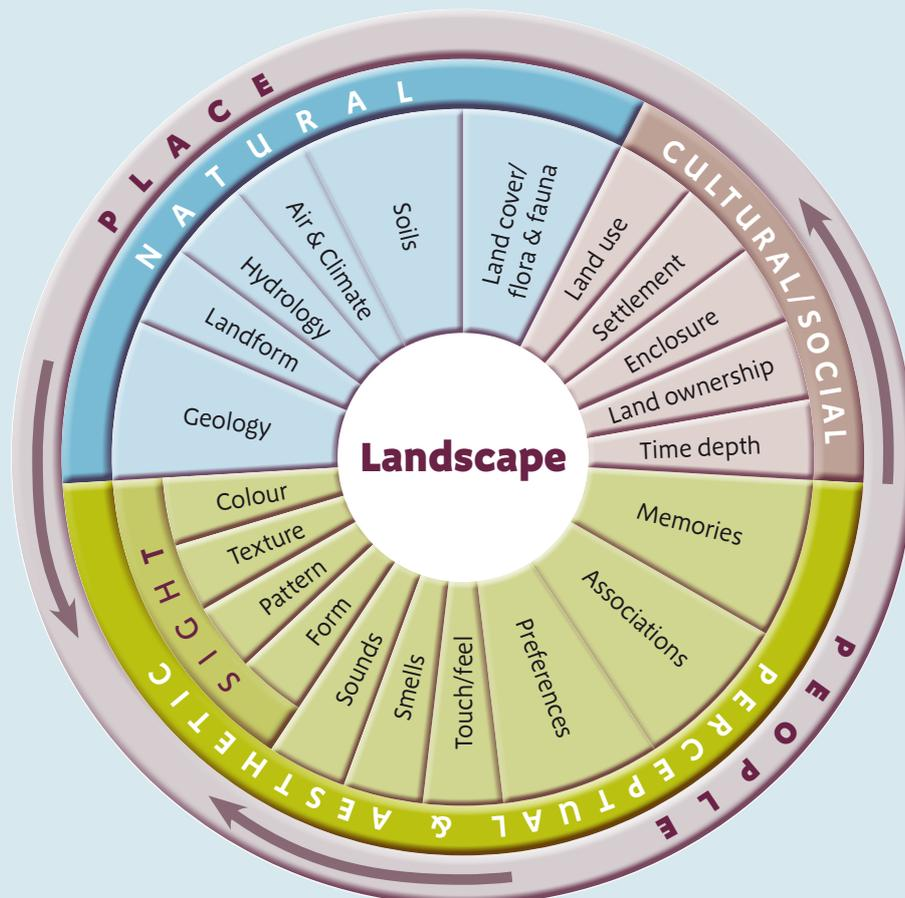 PLACE
NATURAL
CULTURAL/SOCIAL
Geology
Landform
Hydrology
Air & Climate
Soils
Land cover/
flora & fauna
Land use
Settlement
Enclosure
Land ownership
Time depth
Landscape
Memories
Associations
Preferences
Touch/feel
Smells
Sounds
Form
Pattern
Texture
Colour
SIGHT
PERCEPTUAL & AESTHETIC
PEOPLE